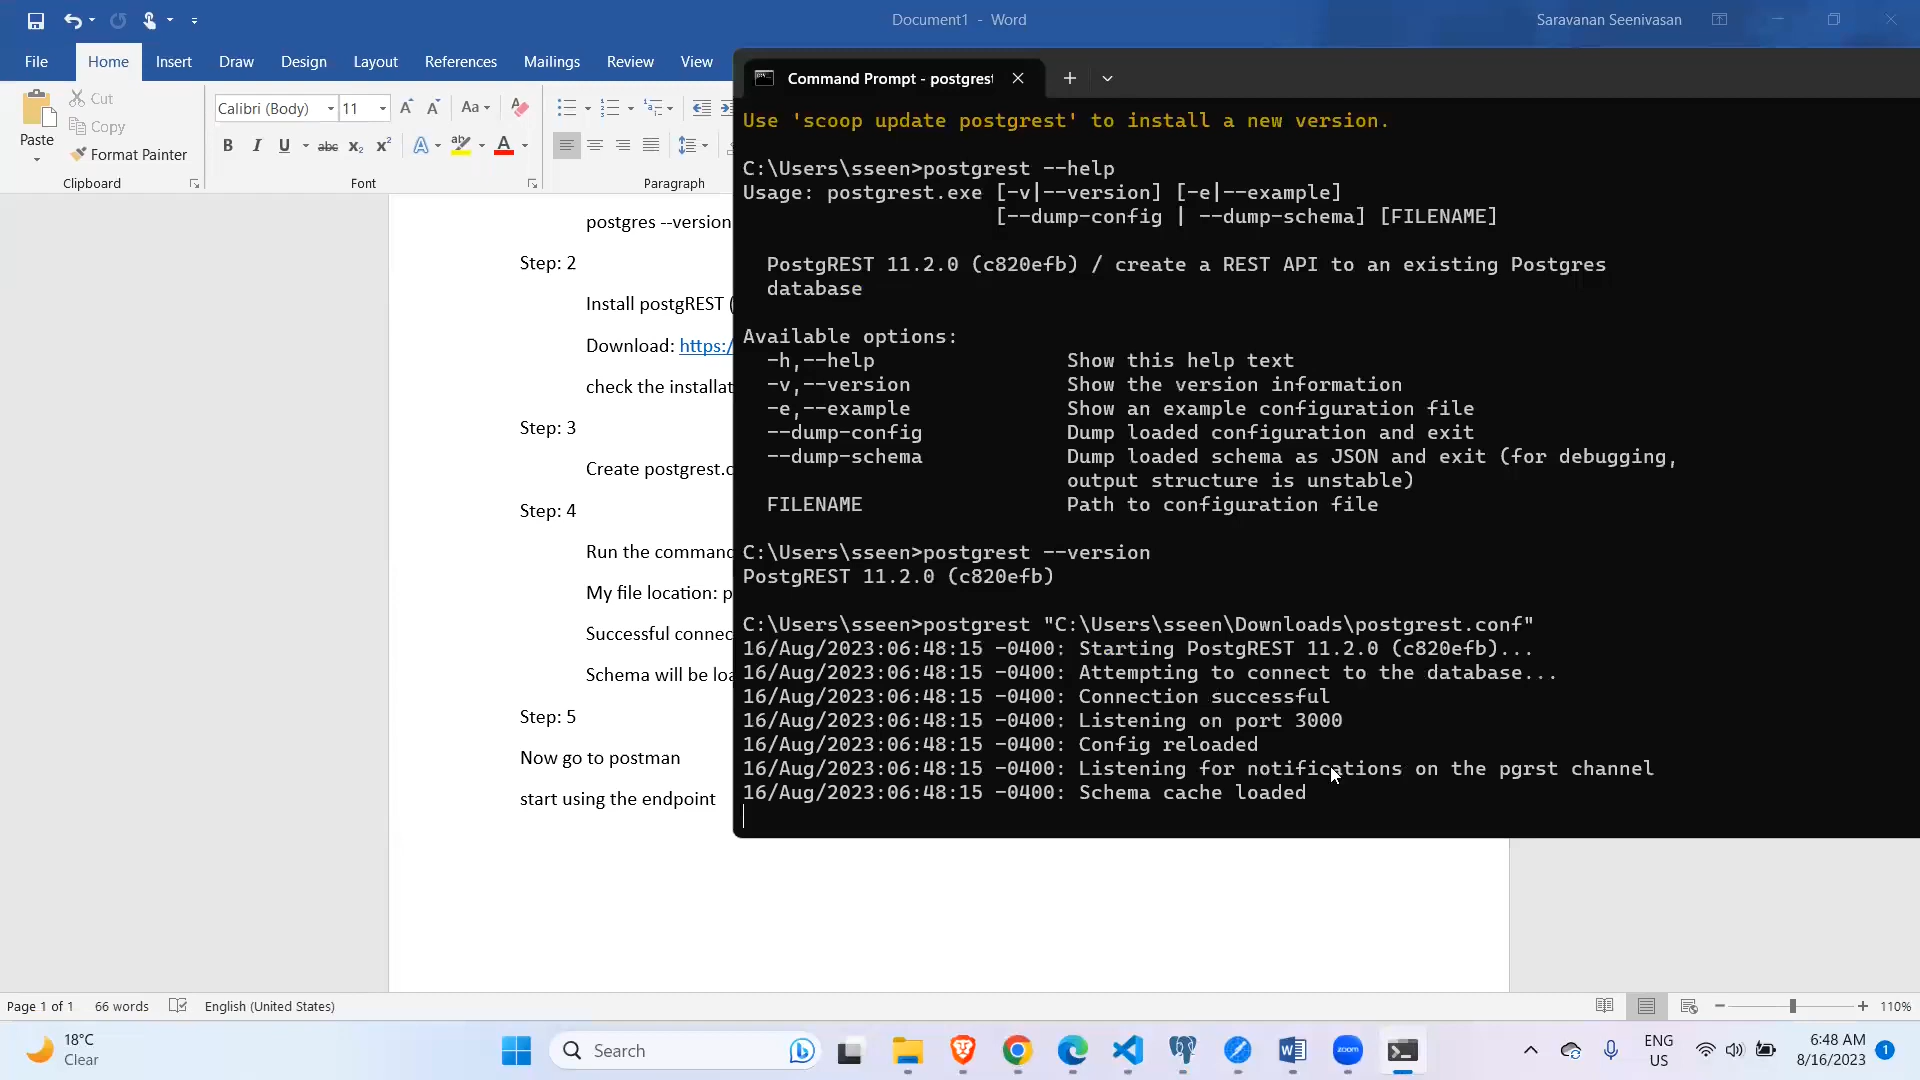 Document1 - Word
Saravanan Seenivasan
File Home Insert Draw Design Layout References Mailings Review View
Paste
Cut
Copy
Format Painter
Clipboard
Calibri (Body) 11
Font
Paragraph
postgres --version
Step: 2
Install postgREST (
Download: https:/
check the installat
Step: 3
Create postgrest.c
Step: 4
Run the command
My file location: p
Successful connec
Schema will be loa
Step: 5
Now go to postman
start using the endpoint
Command Prompt - postgrest
Use 'scoop update postgrest' to install a new version.
C:\Users\sseen>postgrest --help
Usage: postgrest.exe [-v|--version] [-e|--example]
[--dump-config | --dump-schema] [FILENAME]
PostgREST 11.2.0 (c820efb) / create a REST API to an existing Postgres
database
Available options:
-h,--help Show this help text
-v,--version Show the version information
-e,--example Show an example configuration file
--dump-config Dump loaded configuration and exit
--dump-schema Dump loaded schema as JSON and exit (for debugging,
output structure is unstable)
FILENAME Path to configuration file
C:\Users\sseen>postgrest --version
PostgREST 11.2.0 (c820efb)
C:\Users\sseen>postgrest "C:\Users\sseen\Downloads\postgrest.conf"
16/Aug/2023:06:48:15 -0400: Starting PostgREST 11.2.0 (c820efb)...
16/Aug/2023:06:48:15 -0400: Attempting to connect to the database...
16/Aug/2023:06:48:15 -0400: Connection successful
16/Aug/2023:06:48:15 -0400: Listening on port 3000
16/Aug/2023:06:48:15 -0400: Config reloaded
16/Aug/2023:06:48:15 -0400: Listening for notifications on the pgrst channel
16/Aug/2023:06:48:15 -0400: Schema cache loaded
Page 1 of 1 66 words English (United States)
110%
18°C
Clear
Search
zoom
ENG
US
6:48 AM
8/16/2023
1